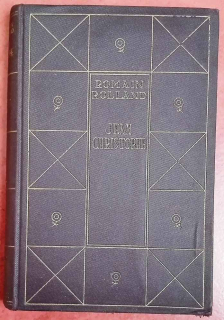 ROMAIN
ROLLAND
JEAN
CHRISTOPHE